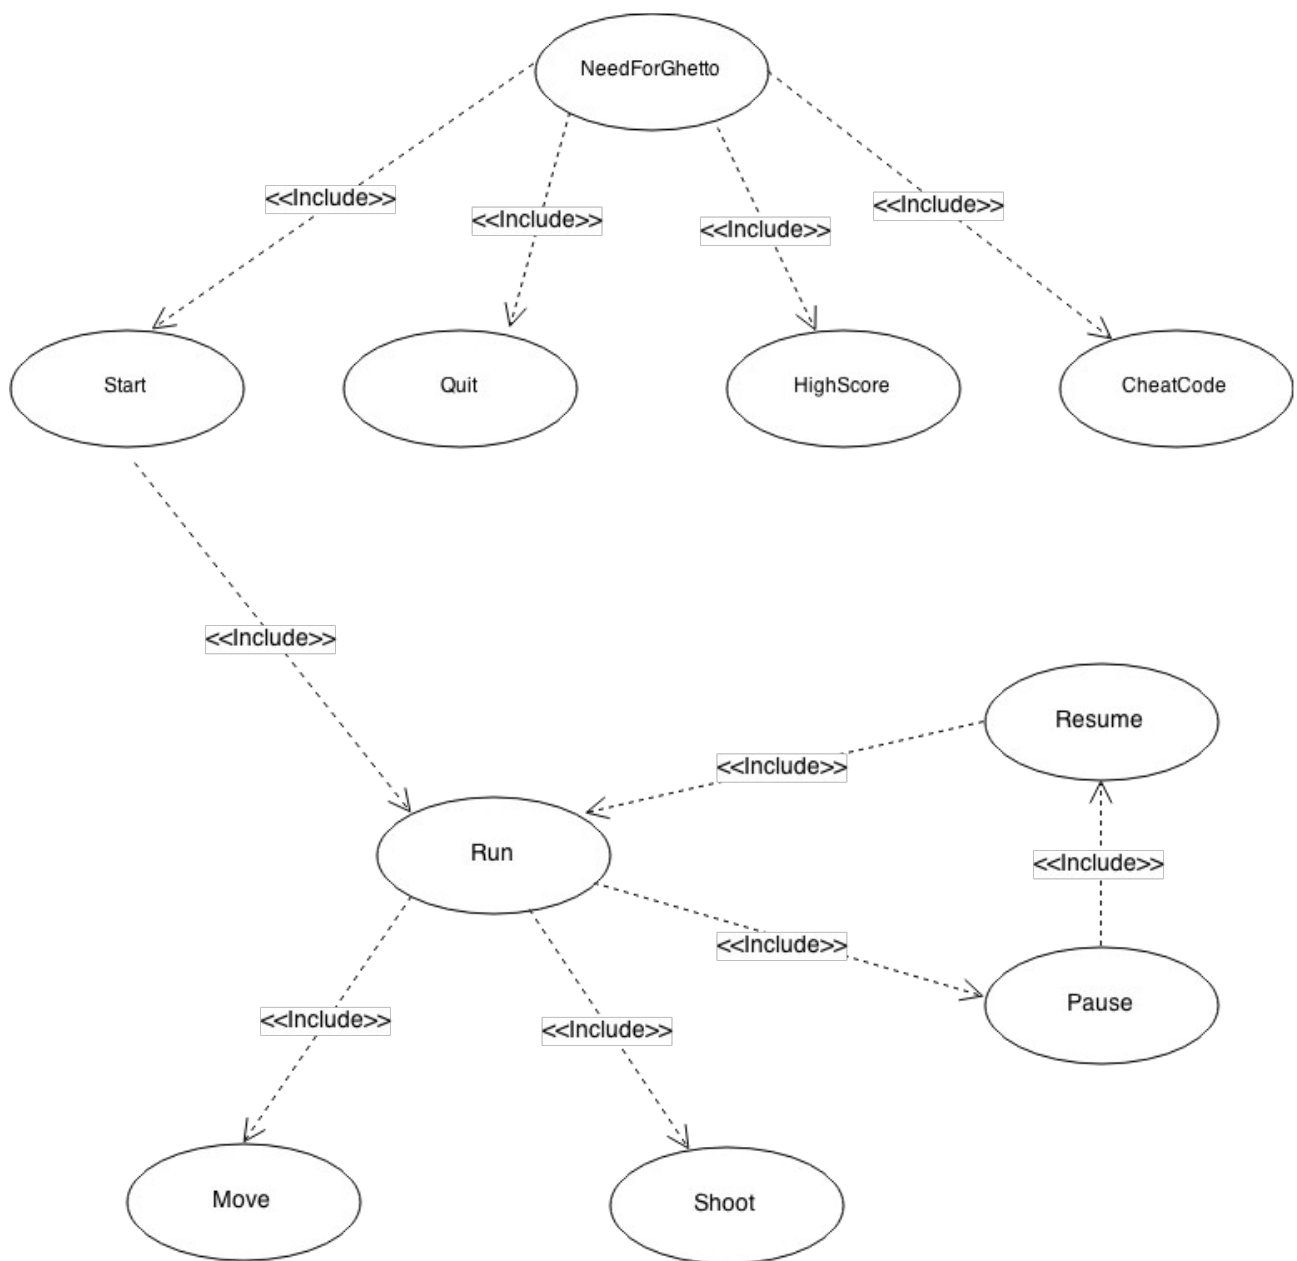 NeedForGhetto
<<Include>>
<<Include>>
<<Include>>
<<Include>>
Start
Quit
HighScore
CheatCode
<<Include>>
Resume
<<Include>>
Run
<<Include>>
<<Include>>
Pause
<<Include>>
<<Include>>
Move
Shoot